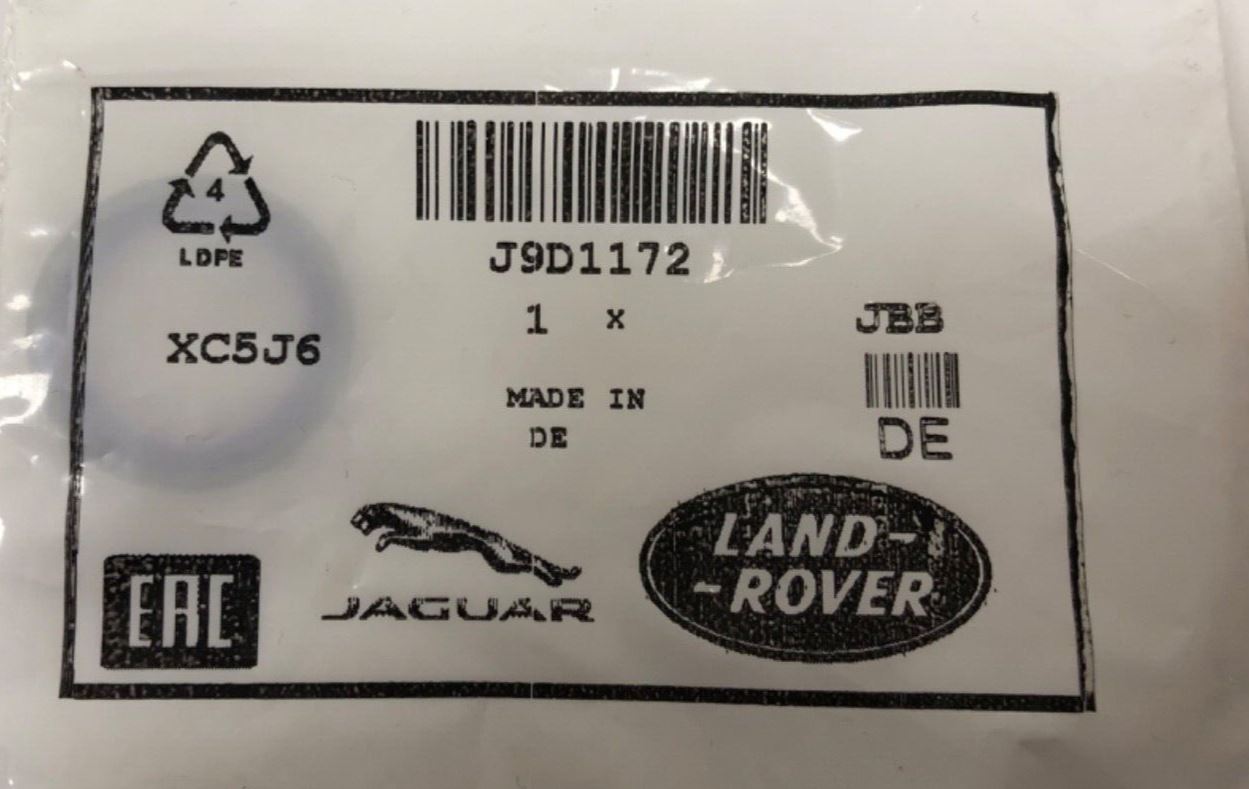 4
LDPE
J9D1172
1 x
JBB
XC5J6
MADE IN
DE
DE
EAC
JAGUAR
LAND-
-ROVER